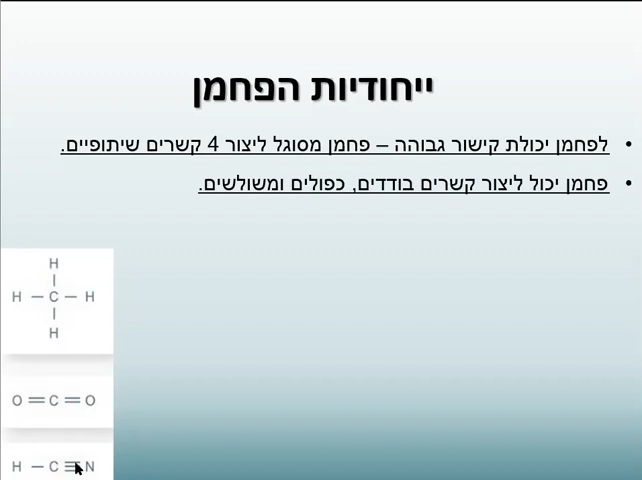 ייחודיות הפחמן
• לפחמן יכולת קישור גבוהה – פחמן מסוגל ליצור 4 קשרים שיתופיים.
• פחמן יכול ליצור קשרים בודדים, כפולים ומשולשים.
H
|
H — C — H
|
H
O = C = O
H — C ≡ N